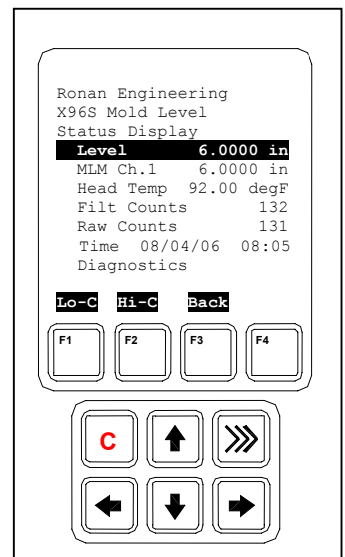 Ronan Engineering
X96S Mold Level
Status Display
Level 6.0000 in
MLM Ch.1 6.0000 in
Head Temp 92.00 degF
Filt Counts 132
Raw Counts 131
Time 08/04/06 08:05
Diagnostics
Lo-C Hi-C Back
F1 F2 F3 F4
C